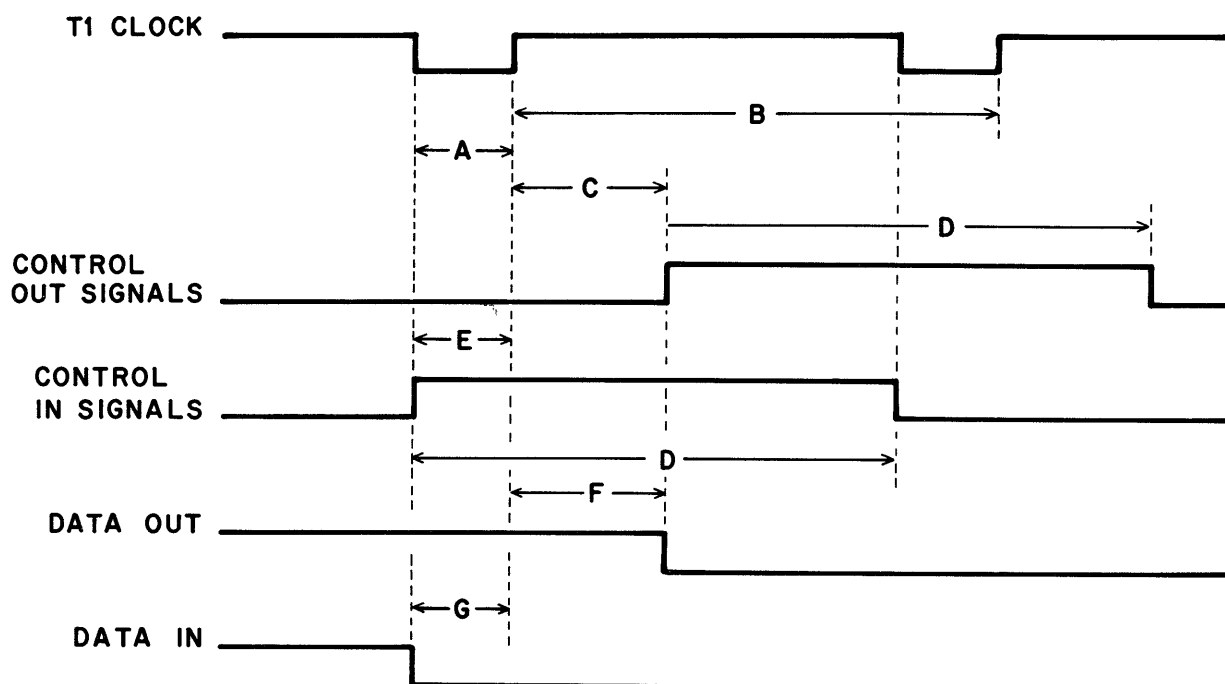 T1 CLOCK
B
A
C
D
CONTROL
OUT SIGNALS
E
CONTROL
IN SIGNALS
D
F
DATA OUT
G
DATA IN